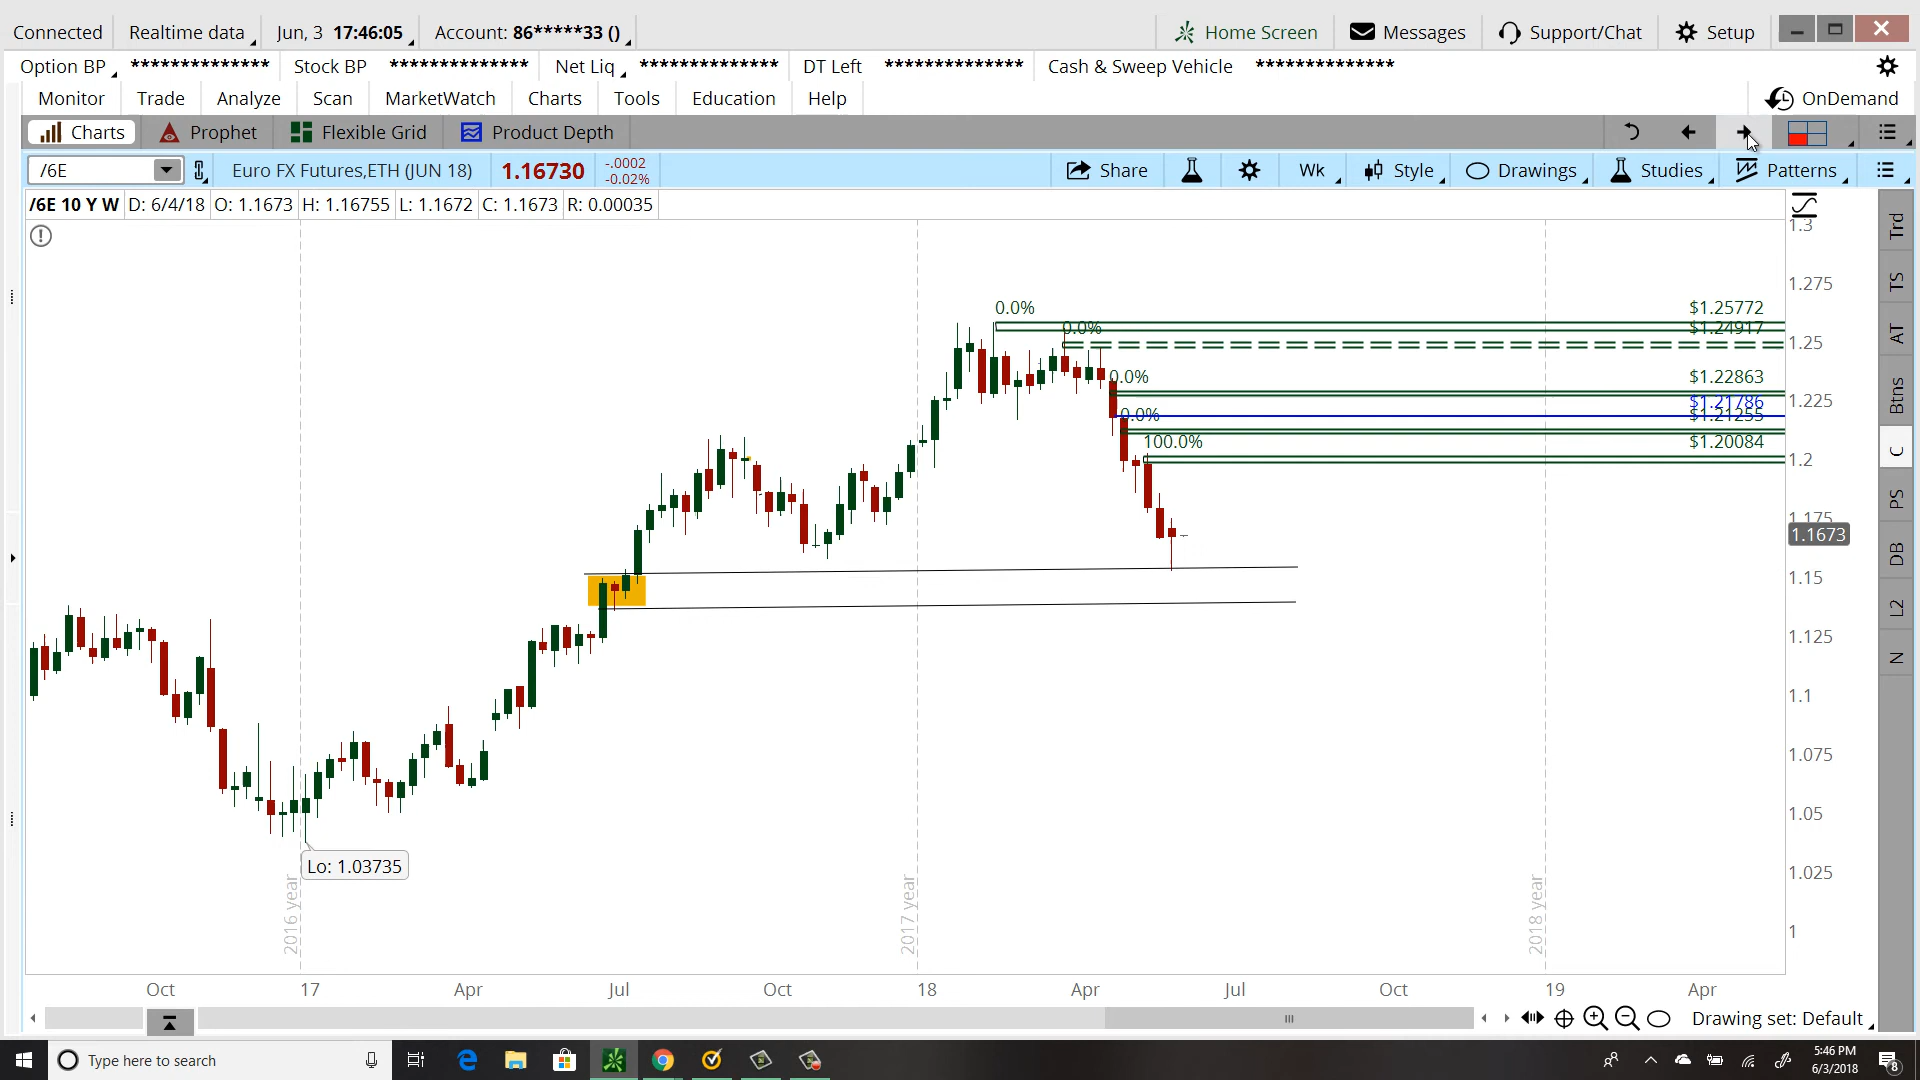 Connected Realtime data Jun, 3 17:46:05 Account: 86*****33 () Home Screen Messages Support/Chat Setup
Option BP ************** Stock BP ************** Net Liq ************** DT Left ************** Cash & Sweep Vehicle **************
Monitor Trade Analyze Scan MarketWatch Charts Tools Education Help OnDemand
Charts Prophet Flexible Grid Product Depth
/6E Euro FX Futures,ETH (JUN 18) 1.16730 -.0002 -0.02% Share Wk Style Drawings Studies Patterns
/6E 10 Y W D: 6/4/18 O: 1.1673 H: 1.16755 L: 1.1672 C: 1.1673 R: 0.00035
1.3
1.275
0.0% $1.25772
0.0% $1.24917
1.25
0.0% $1.22863
1.225
$1.21786
0.0% $1.21255
100.0% $1.20084
1.2
1.175
1.1673
1.15
1.125
1.1
1.075
1.05
Lo: 1.03735
1.025
1
2016 year 2017 year 2018 year
Oct 17 Apr Jul Oct 18 Apr Jul Oct 19 Apr
Drawing set: Default
Trd
TS
AT
Btns
C
PS
DB
L2
N
Type here to search
5:46 PM
6/3/2018
8